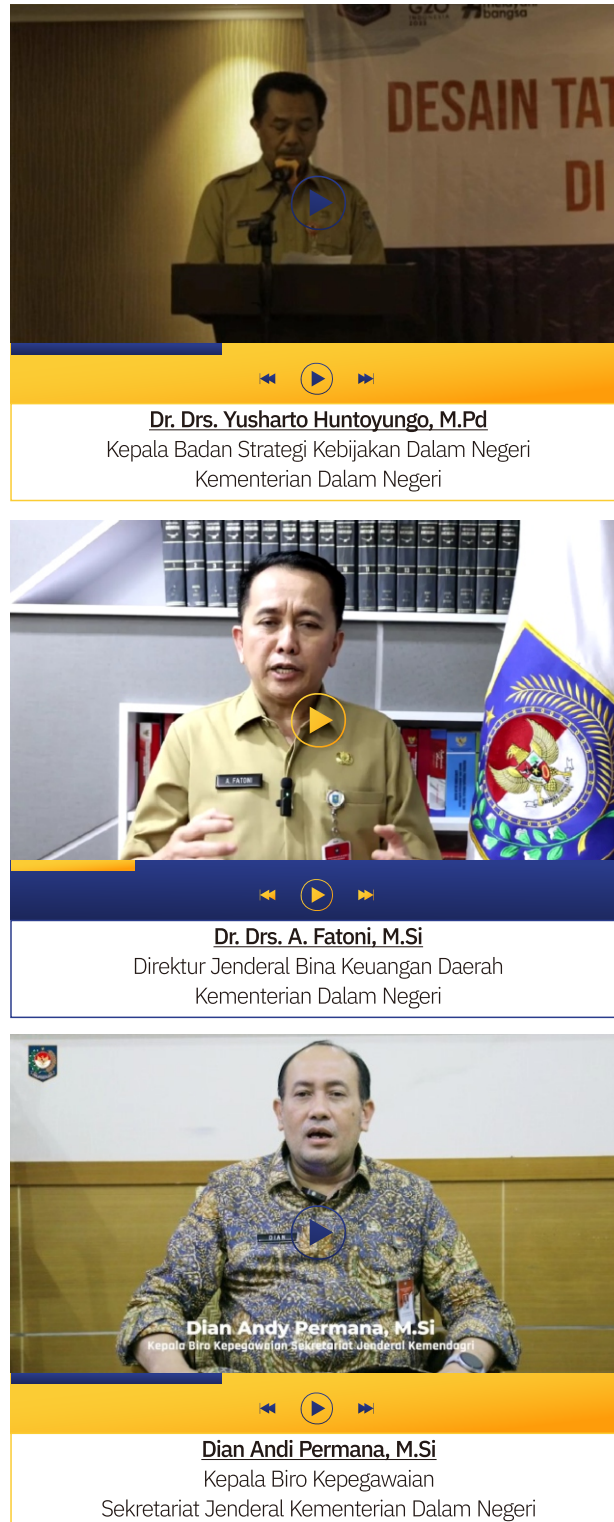 G20
INDONESIA
bangsa
DESAIN TAT
DI
Dr. Drs. Yusharto Huntoyungo, M.Pd
Kepala Badan Strategi Kebijakan Dalam Negeri
Kementerian Dalam Negeri
A. FATONI
Dr. Drs. A. Fatoni, M.Si
Direktur Jenderal Bina Keuangan Daerah
Kementerian Dalam Negeri
DIAN
Dian Andy Permana, M.Si
Kepala Biro Kepegawaian Sekretariat Jenderal Kemendagri
Dian Andi Permana, M.Si
Kepala Biro Kepegawaian
Sekretariat Jenderal Kementerian Dalam Negeri